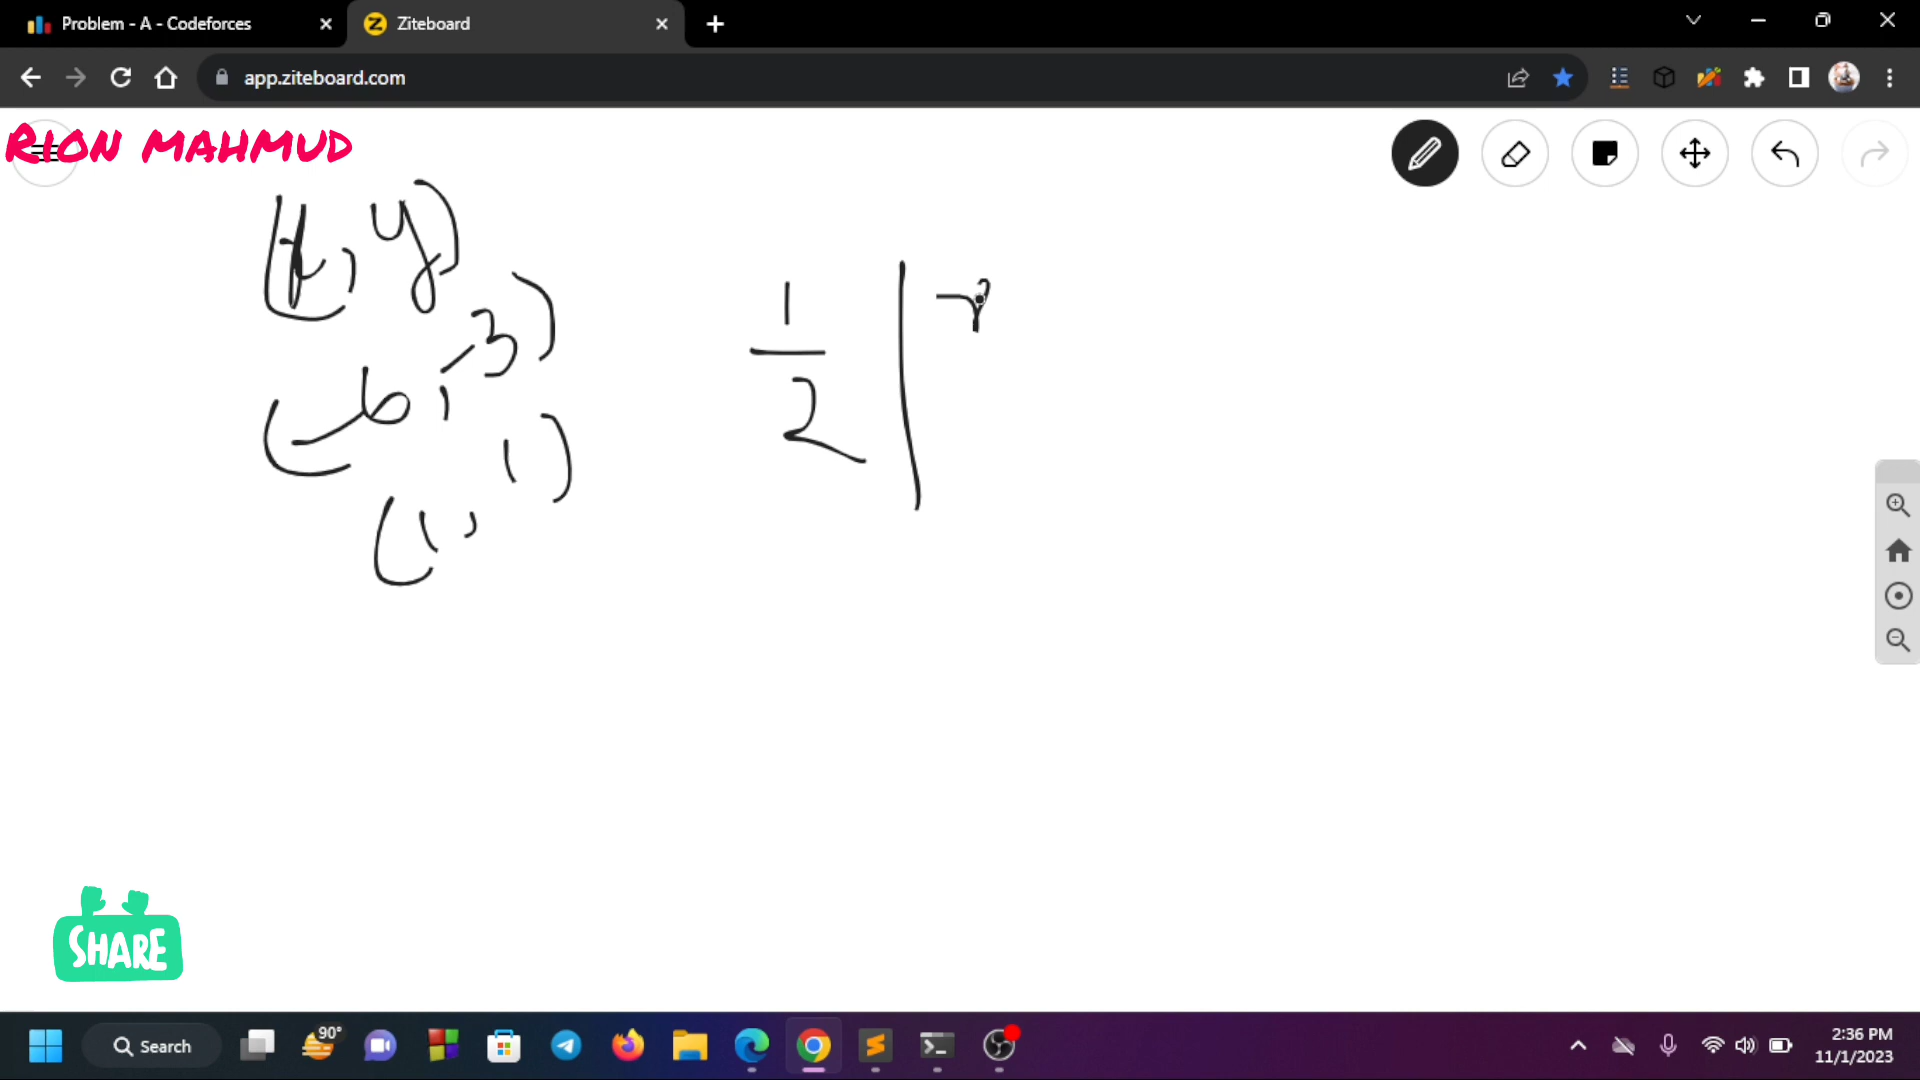 Problem - A - Codeforces
Ziteboard
app.ziteboard.com
RION MAHMUD
(x, y)
(-6, -3)
(1, 1)
1
2
SHARE
Search
90°
2:36 PM
11/1/2023